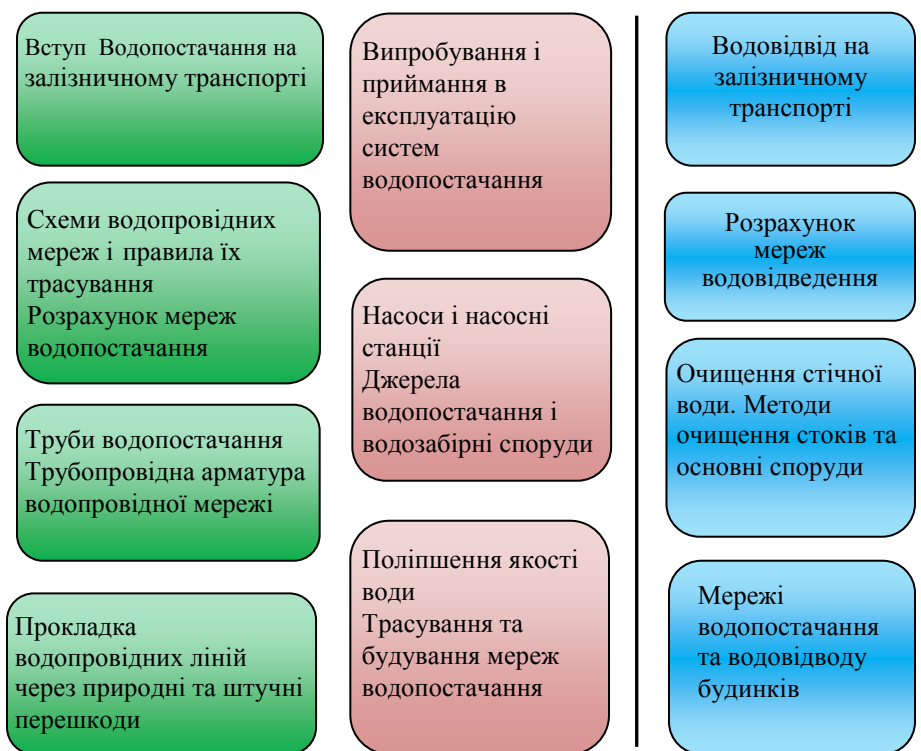 Вступ Водопостачання на
залізничному транспорті
Схеми водопровідних
мереж і правила їх
трасування
Розрахунок мереж
водопостачання
Труби водопостачання
Трубопровідна арматура
водопровідної мережі
Прокладка
водопровідних ліній
через природні та штучні
перешкоди
Випробування і
приймання в
експлуатацію
систем
водопостачання
Насоси і насосні
станції
Джерела
водопостачання і
водозабірні споруди
Поліпшення якості
води
Трасування та
будування мереж
водопостачання
Водовідвід на
залізничному
транспорті
Розрахунок
мереж
водовідведення
Очищення стічної
води. Методи
очищення стоків та
основні споруди
Мережі
водопостачання
та водовідводу
будинків